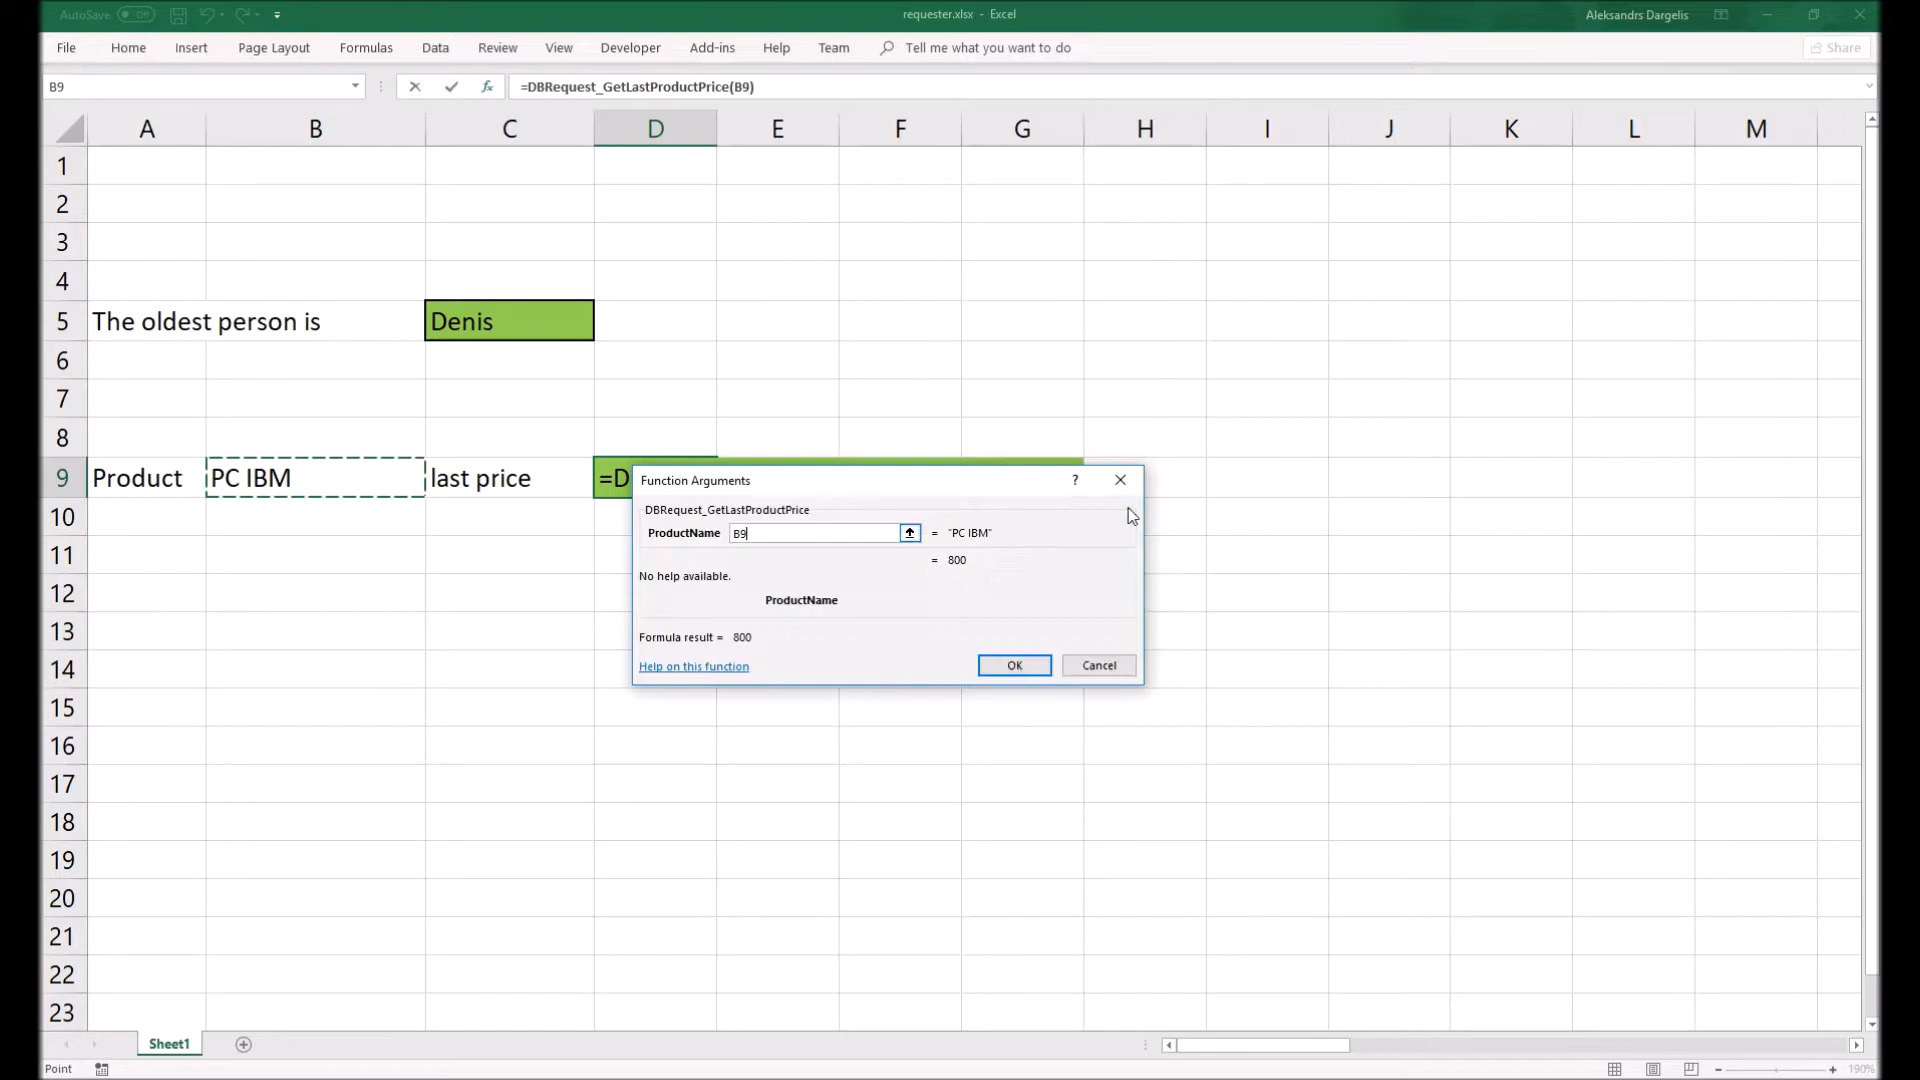 AutoSave Off requester.xlsx - Excel Aleksandrs Dargelis
File Home Insert Page Layout Formulas Data Review View Developer Add-ins Help Team Tell me what you want to do Share
B9 fx =DBRequest_GetLastProductPrice(B9)
A B C D E F G H I J K L M
1
2
3
4
5 The oldest person is Denis
6
7
8
9 Product PC IBM last price =D
Function Arguments ? 
DBRequest_GetLastProductPrice
ProductName B9 = "PC IBM"
= 800
No help available.
ProductName
Formula result = 800
Help on this function OK Cancel
10
11
12
13
14
15
16
17
18
19
20
21
22
23
Sheet1
Point 190%